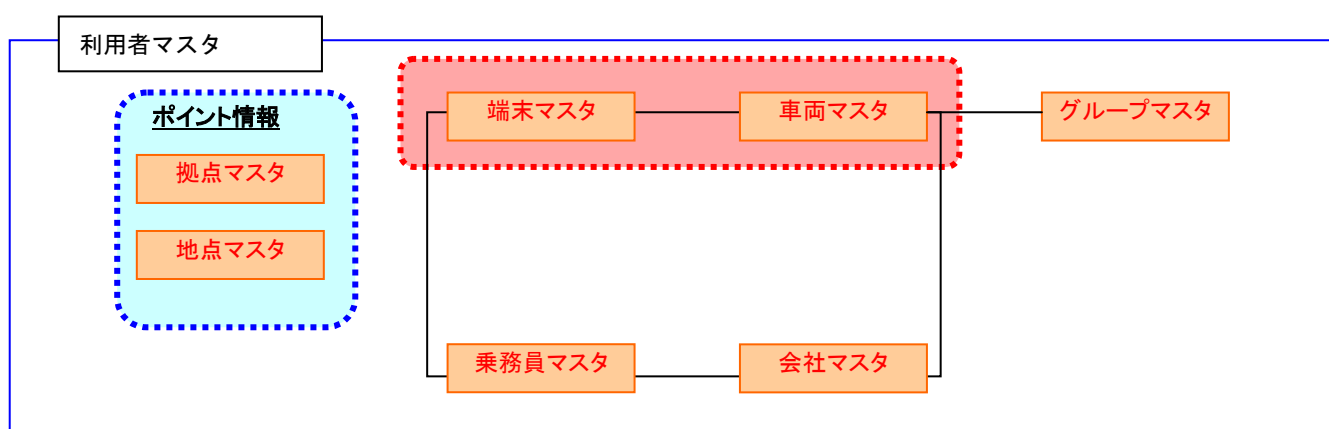 利用者マスタ
ポイント情報
拠点マスタ
地点マスタ
端末マスタ
車両マスタ
グループマスタ
乗務員マスタ
会社マスタ